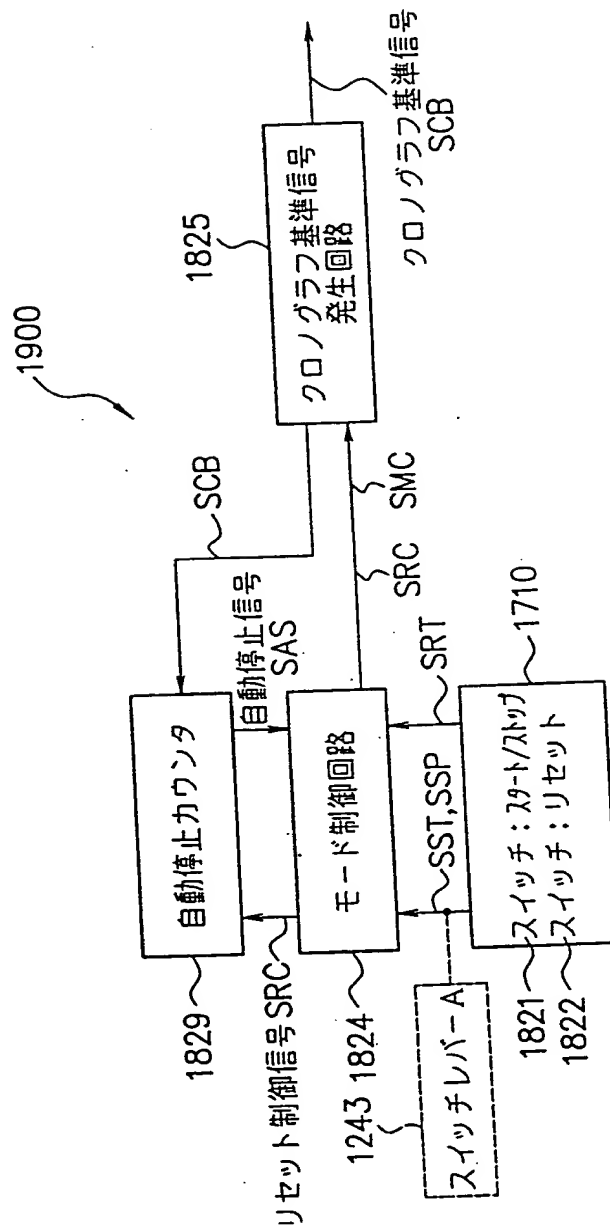 1900
1825
クロノグラフ基準信号
発生回路
クロノグラフ基準信号
SCB
SCB
自動停止信号
SAS
SRC
SMC
自動停止カウンタ
1829
リセット制御信号 SRC
モード制御回路
1824
SST,SSP
SRT
1710
スイッチ:スタート/ストップ
スイッチ:リセット
1821
1822
スイッチレバーA
1243